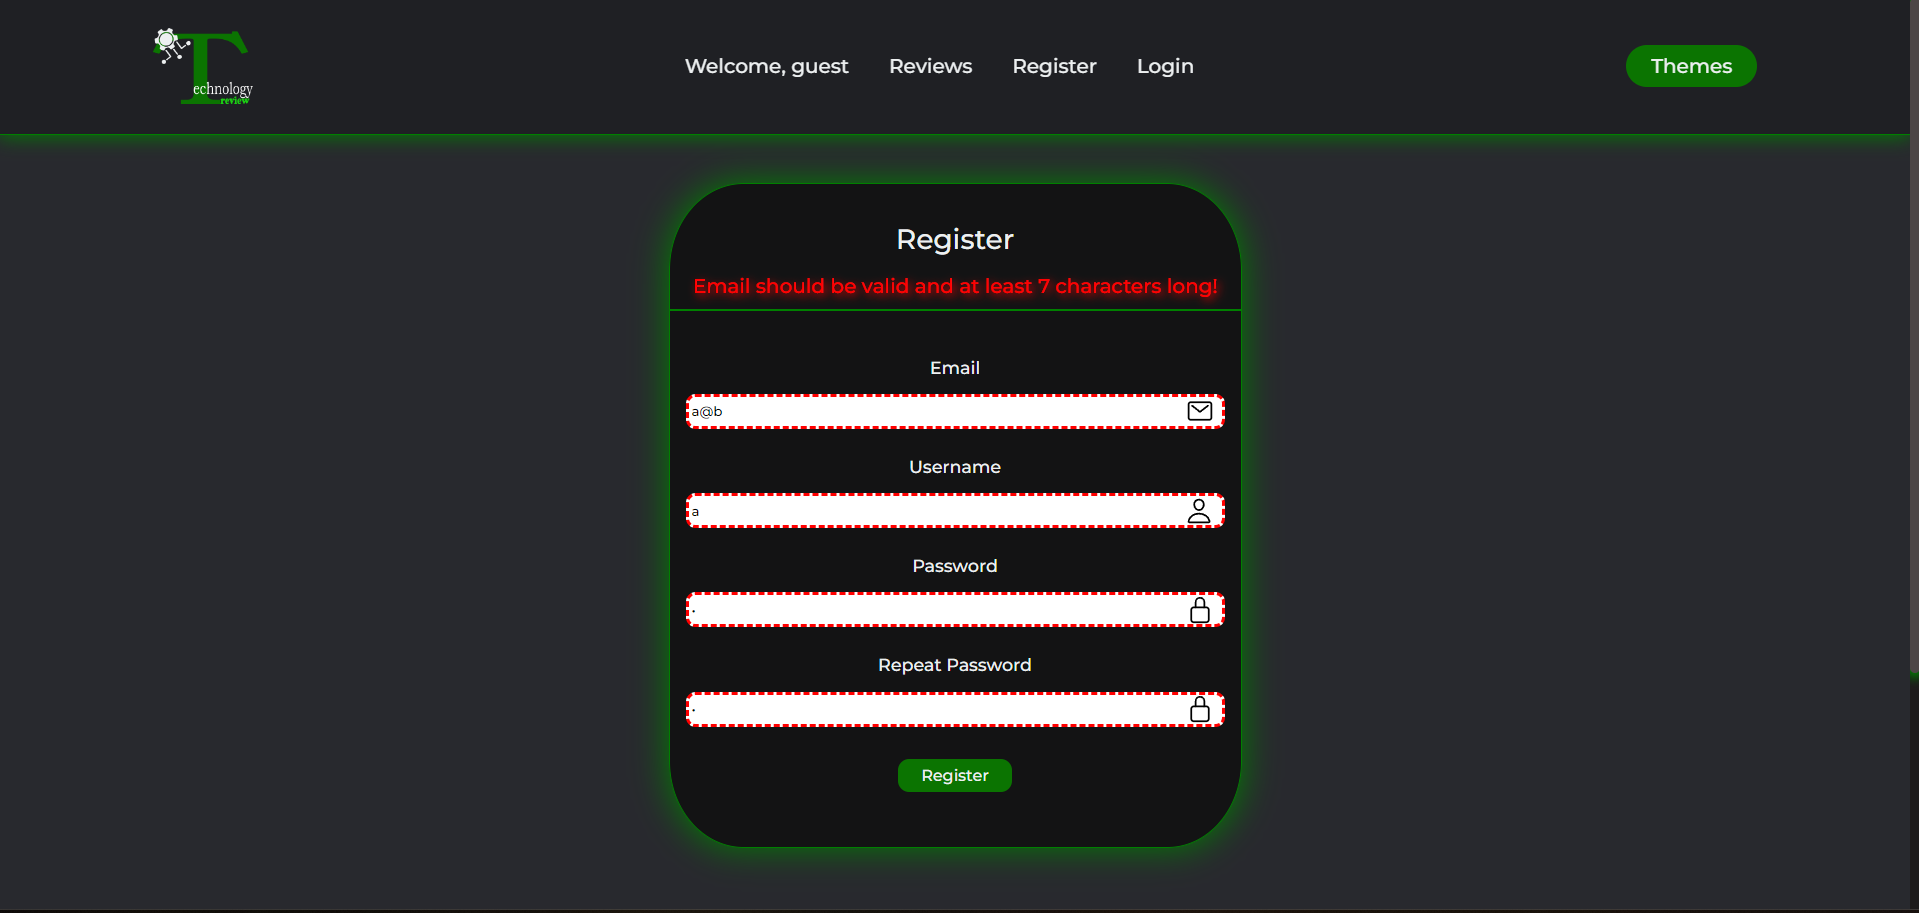 Technology
review
Welcome, guest
Reviews
Register
Login
Themes
Register
Email should be valid and at least 7 characters long!
Email
a@b
Username
a
Password
•
Repeat Password
•
Register